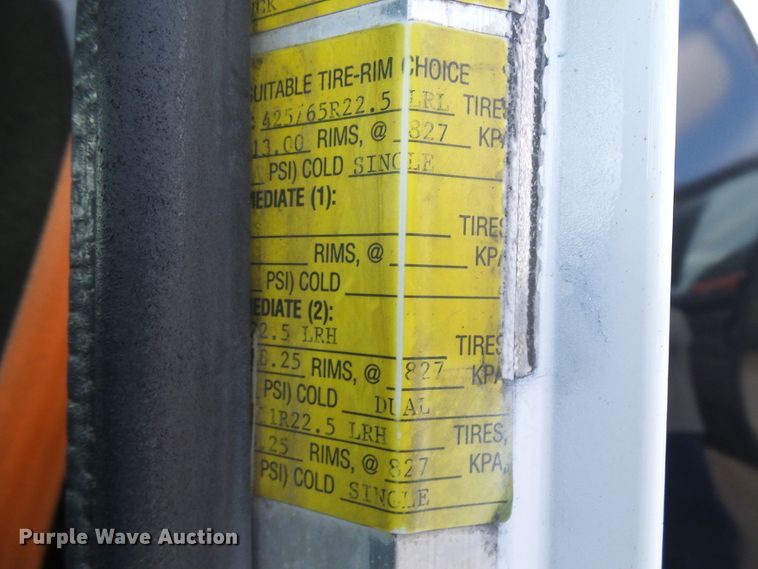 CK
SUITABLE TIRE-RIM CHOICE
425/65R22.5 LRL TIRES
13.00 RIMS, @ 827 KPA
PSI) COLD SINGLE
MEDIATE (1):
TIRES
RIMS, @ KPA
PSI) COLD
MEDIATE (2):
2.5 LRH TIRES
8.25 RIMS, @ 827 KPA
PSI) COLD DUAL
1R22.5 LRH TIRES,
.25 RIMS, @ 827 KPA,
PSI) COLD SINGLE
Purple Wave Auction